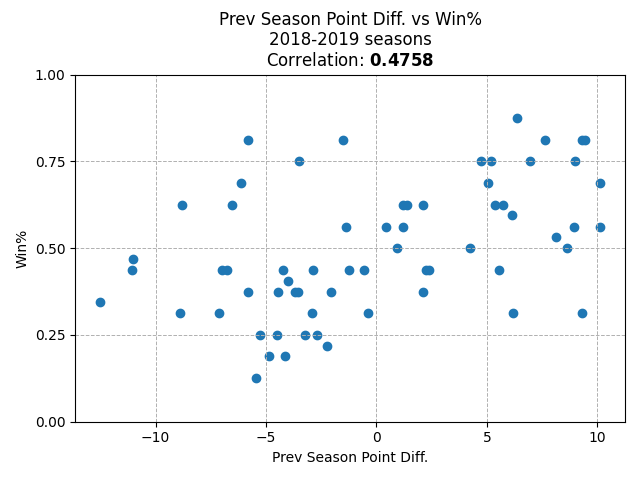 Prev Season Point Diff. vs Win%
2018-2019 seasons
Correlation: 0.4758
1.00
0.75
0.50
0.25
0.00
Win%
−10
−5
0
5
10
Prev Season Point Diff.